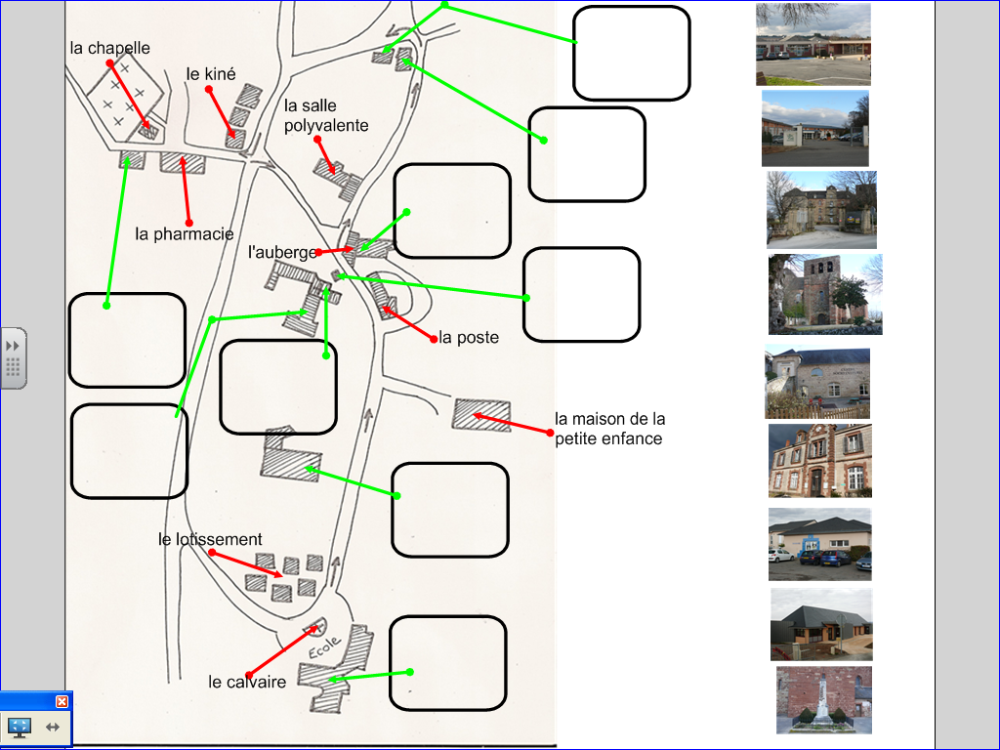 la chapelle
le kiné
la salle
polyvalente
la pharmacie
l'auberge
la poste
la maison de la
petite enfance
le lotissement
Ecole
le calvaire